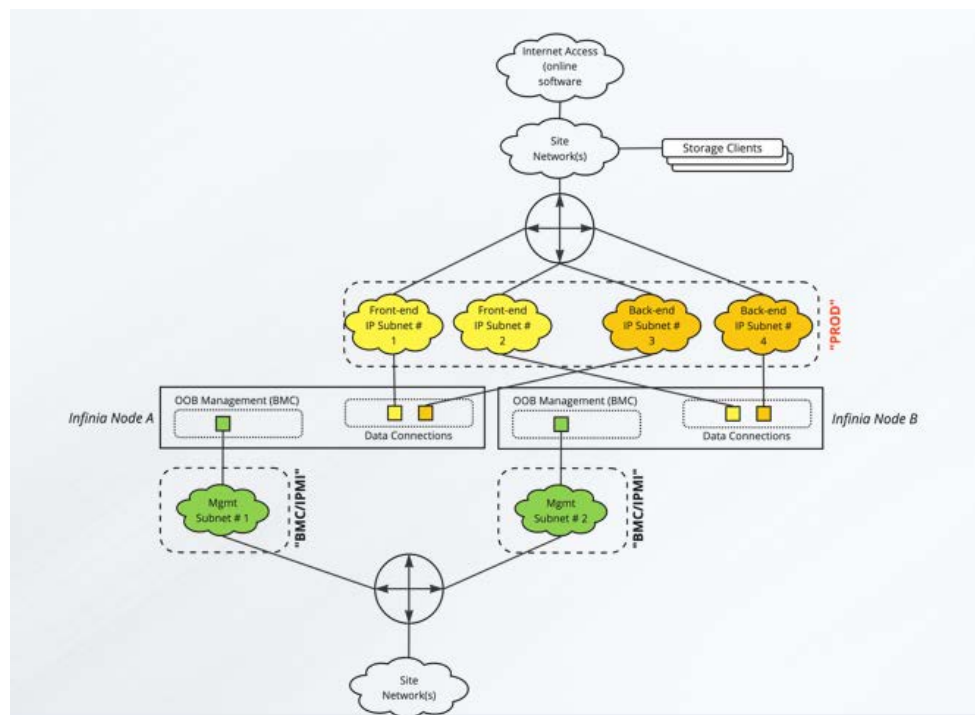 Internet Access
(online
software
Site
Network(s)
Storage Clients
Front-end
IP Subnet #
1
Front-end
IP Subnet #
2
Back-end
IP Subnet #
3
Back-end
IP Subnet #
4
"PROD"
Infinia Node A
OOB Management (BMC)
Data Connections
OOB Management (BMC)
Data Connections
Infinia Node B
Mgmt
Subnet # 1
"BMC/IPMI"
Mgmt
Subnet # 2
"BMC/IPMI"
Site
Network(s)